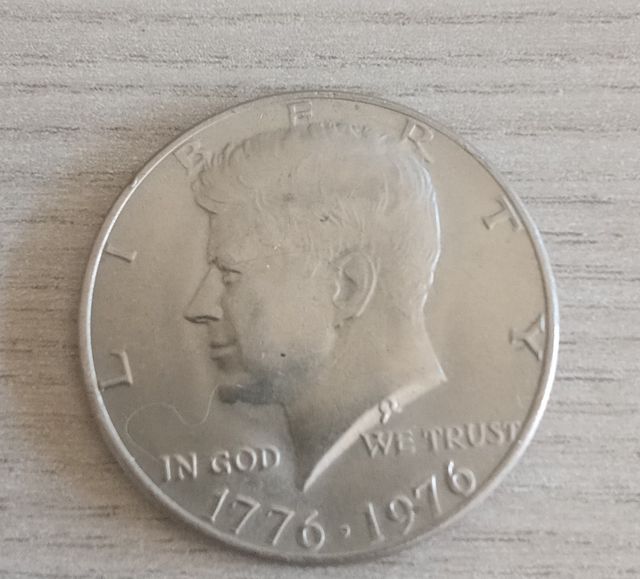 LIBERTY
IN GOD WE TRUST
1776 · 1976